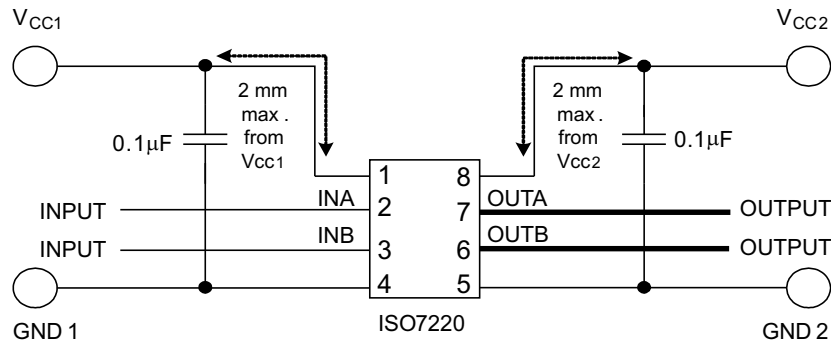 VCC1
VCC2
2 mm
max .
from
VCC1
2 mm
max .
from
VCC2
0.1μF
0.1μF
1
8
INPUT
INA
2
7
OUTA
OUTPUT
INPUT
INB
3
6
OUTB
OUTPUT
4
5
GND 1
ISO7220
GND 2